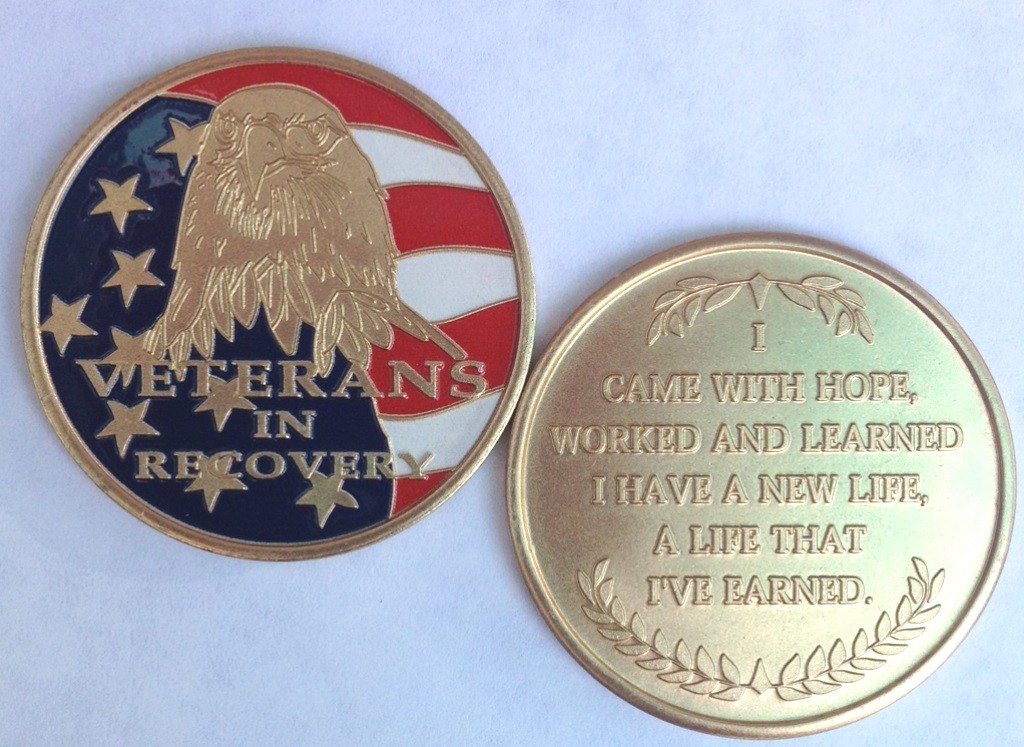 VETERANS
IN
RECOVERY
I
CAME WITH HOPE,
WORKED AND LEARNED
I HAVE A NEW LIFE,
A LIFE THAT
I'VE EARNED.